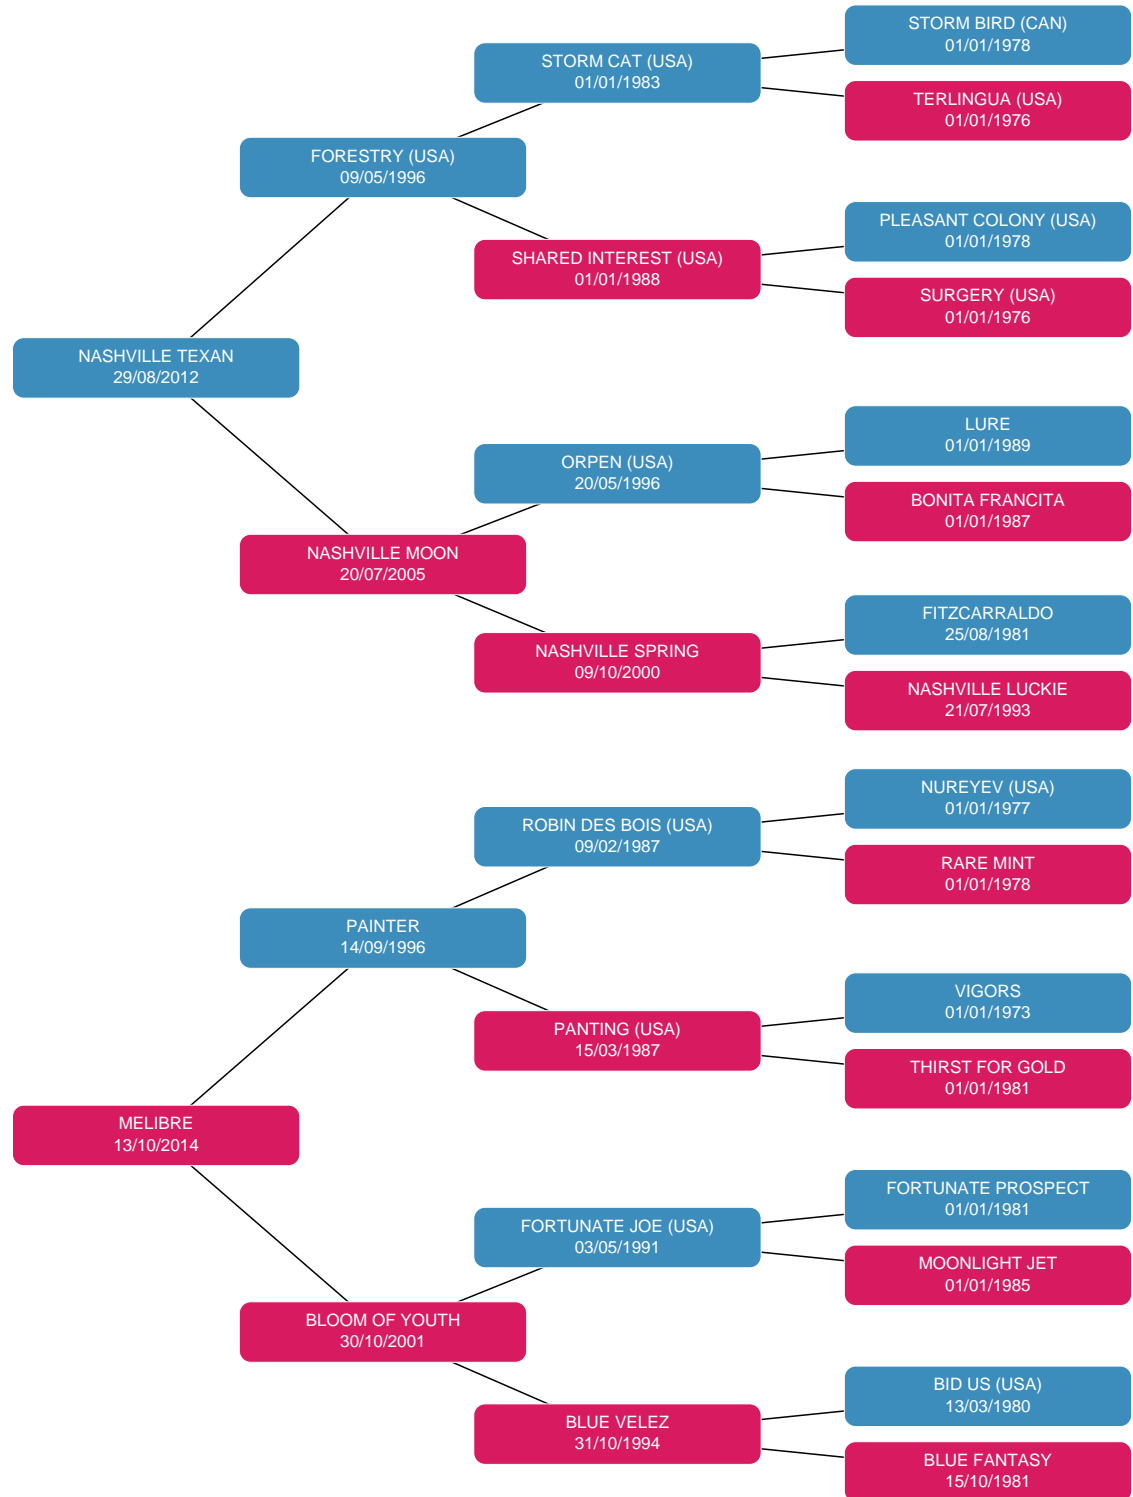 STORM BIRD (CAN)
01/01/1978
STORM CAT (USA)
01/01/1983
TERLINGUA (USA)
01/01/1976
FORESTRY (USA)
09/05/1996
PLEASANT COLONY (USA)
01/01/1978
SHARED INTEREST (USA)
01/01/1988
SURGERY (USA)
01/01/1976
NASHVILLE TEXAN
29/08/2012
LURE
01/01/1989
ORPEN (USA)
20/05/1996
BONITA FRANCITA
01/01/1987
NASHVILLE MOON
20/07/2005
FITZCARRALDO
25/08/1981
NASHVILLE SPRING
09/10/2000
NASHVILLE LUCKIE
21/07/1993
NUREYEV (USA)
01/01/1977
ROBIN DES BOIS (USA)
09/02/1987
RARE MINT
01/01/1978
PAINTER
14/09/1996
VIGORS
01/01/1973
PANTING (USA)
15/03/1987
THIRST FOR GOLD
01/01/1981
MELIBRE
13/10/2014
FORTUNATE PROSPECT
01/01/1981
FORTUNATE JOE (USA)
03/05/1991
MOONLIGHT JET
01/01/1985
BLOOM OF YOUTH
30/10/2001
BID US (USA)
13/03/1980
BLUE VELEZ
31/10/1994
BLUE FANTASY
15/10/1981